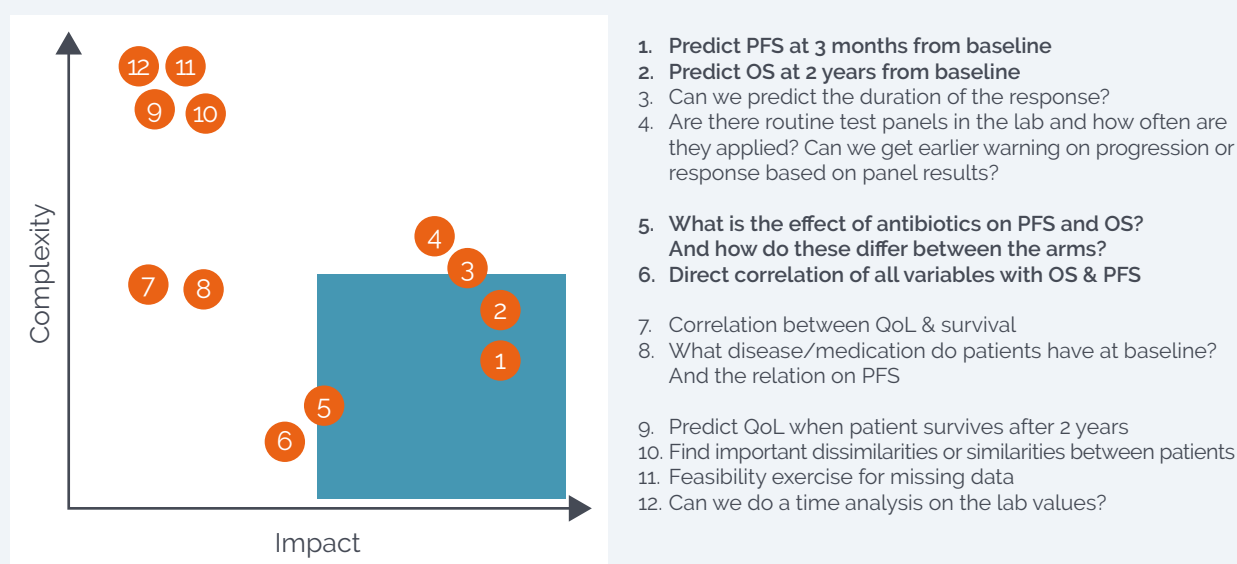 12 11
9 10
4
3
7 8
2
1
5
6
Complexity
Impact
1. Predict PFS at 3 months from baseline
2. Predict OS at 2 years from baseline
3. Can we predict the duration of the response?
4. Are there routine test panels in the lab and how often are
they applied? Can we get earlier warning on progression or
response based on panel results?
5. What is the effect of antibiotics on PFS and OS?
And how do these differ between the arms?
6. Direct correlation of all variables with OS & PFS
7. Correlation between QoL & survival
8. What disease/medication do patients have at baseline?
And the relation on PFS
9. Predict QoL when patient survives after 2 years
10. Find important dissimilarities or similarities between patients
11. Feasibility exercise for missing data
12. Can we do a time analysis on the lab values?